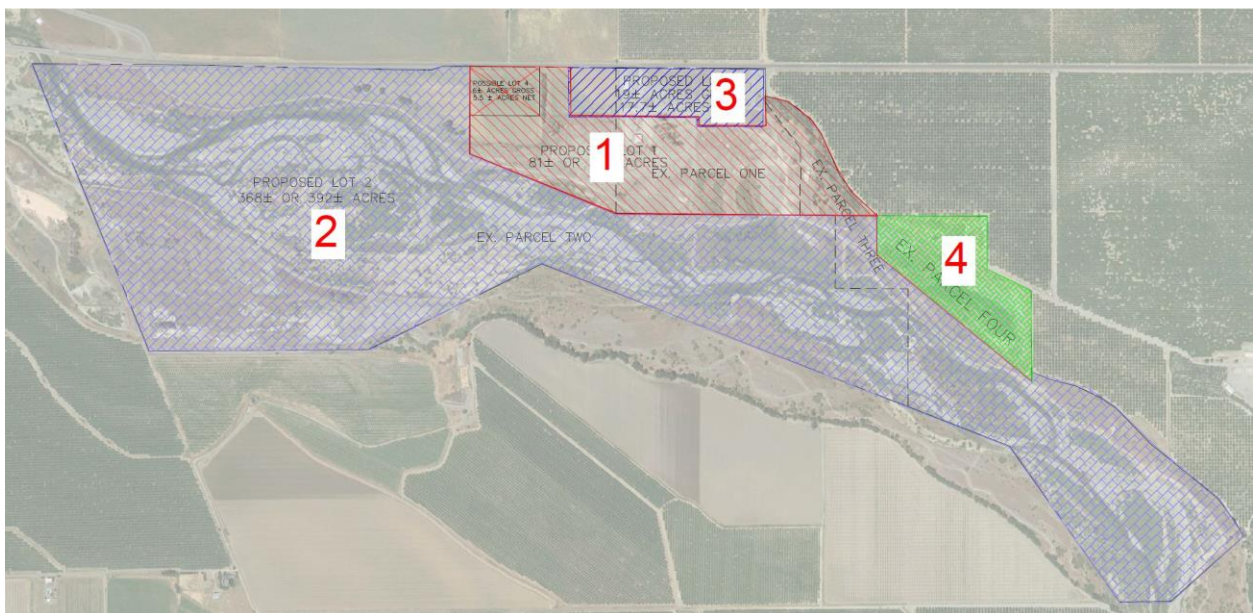 POSSIBLE LOT 4
6± ACRES GROSS
5.5 ± ACRES NET
PROPOSED L
19± ACRES G
17.7± ACRES
3
PROPOS LOT 1
81± OR ACRES
1
EX. PARCEL ONE
EX PARCEL THREE
PROPOSED LOT 2
368± OR 392± ACRES
2
EX. PARCEL TWO
EX. PARCEL FOUR
4